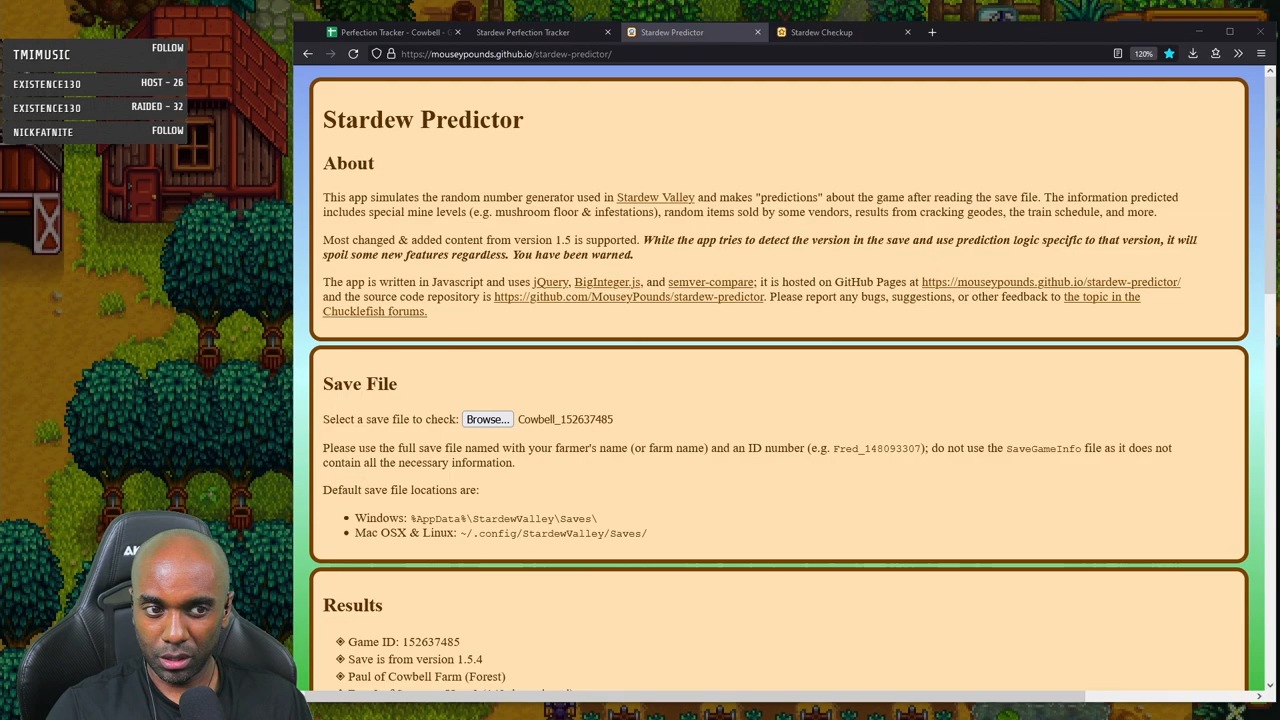 TMIMUSIC FOLLOW
EXISTENCE130 HOST - 26
EXISTENCE130 RAIDED - 32
NICKFATNITE FOLLOW
Perfection Tracker - Cowbell -
Stardew Perfection Tracker
Stardew Predictor
Stardew Checkup
https://mouseypounds.github.io/stardew-predictor/
120%
Stardew Predictor
About
This app simulates the random number generator used in Stardew Valley and makes "predictions" about the game after reading the save file. The information predicted
includes special mine levels (e.g. mushroom floor & infestations), random items sold by some vendors, results from cracking geodes, the train schedule, and more.
Most changed & added content from version 1.5 is supported. While the app tries to detect the version in the save and use prediction logic specific to that version, it will
spoil some new features regardless. You have been warned.
The app is written in Javascript and uses jQuery, BigInteger.js, and semver-compare; it is hosted on GitHub Pages at https://mouseypounds.github.io/stardew-predictor/
and the source code repository is https://github.com/MouseyPounds/stardew-predictor. Please report any bugs, suggestions, or other feedback to the topic in the
Chucklefish forums.
Save File
Select a save file to check: Browse... Cowbell_152637485
Please use the full save file named with your farmer's name (or farm name) and an ID number (e.g. Fred_148093307); do not use the SaveGameInfo file as it does not
contain all the necessary information.
Default save file locations are:
• Windows: %AppData%\StardewValley\Saves\
• Mac OSX & Linux: ~/.config/StardewValley/Saves/
Results
Game ID: 152637485
Save is from version 1.5.4
Paul of Cowbell Farm (Forest)